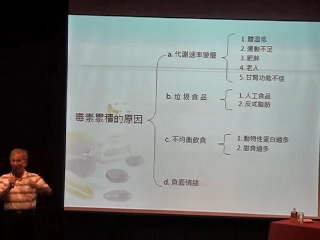 毒素累積的原因
a. 代謝速率變慢
1. 體溫低
2. 運動不足
3. 肥胖
4. 老人
5. 甘腎功能不佳
b. 垃圾食品
1. 人工食品
2. 反式脂肪
c. 不均衡飲食
1. 動物性蛋白過多
2. 甜食過多
d. 負面情緒